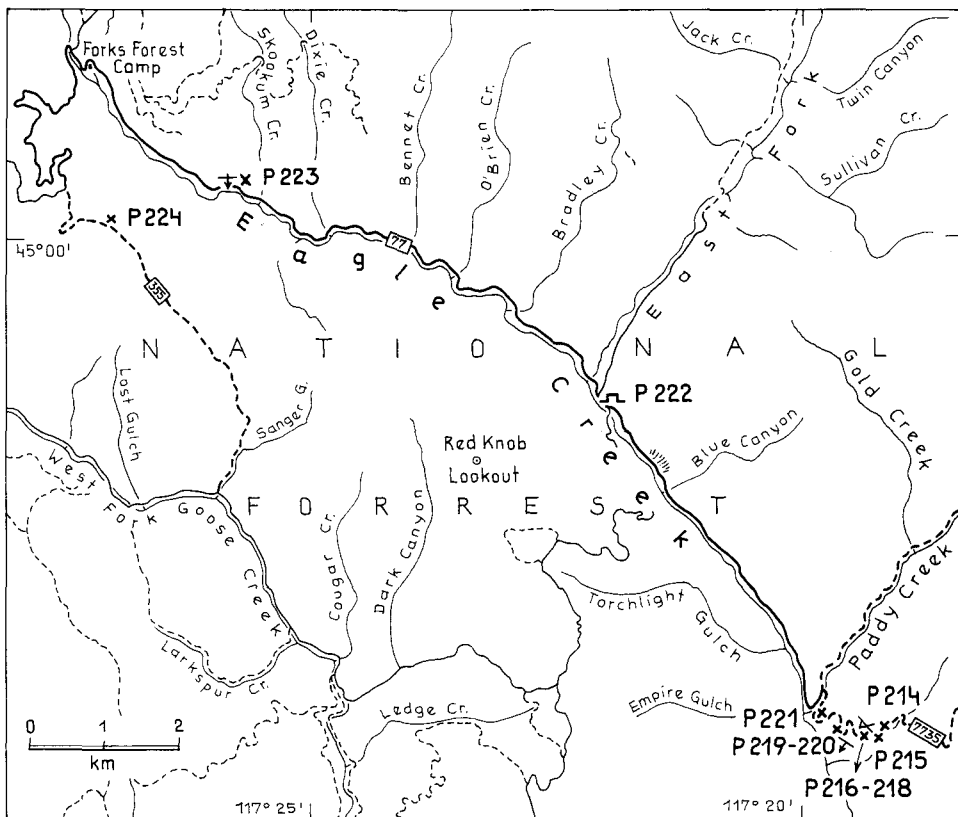 Forks Forest
Camp
Skookum Cr.
Dixie Cr.
Bennet Cr.
O'Brien Cr.
Bradley Cr.
Jack Cr.
Twin Canyon
Sullivan Cr.
East Fork
P 223
P 224
45°00'
77
Eagle Creek
355
NATIONAL
Lost Gulch
Sanger G.
P 222
Gold Creek
Red Knob
Lookout
Blue Canyon
West Fork Goose Creek
FORREST
Cougar Cr.
Dark Canyon
Torchlight Gulch
Paddy Creek
Larkspur Cr.
Ledge Cr.
Empire Gulch
P 214
P 221
7735
P 219-220
P 215
P 216-218
0 1 2
km
117° 25'
117° 20'